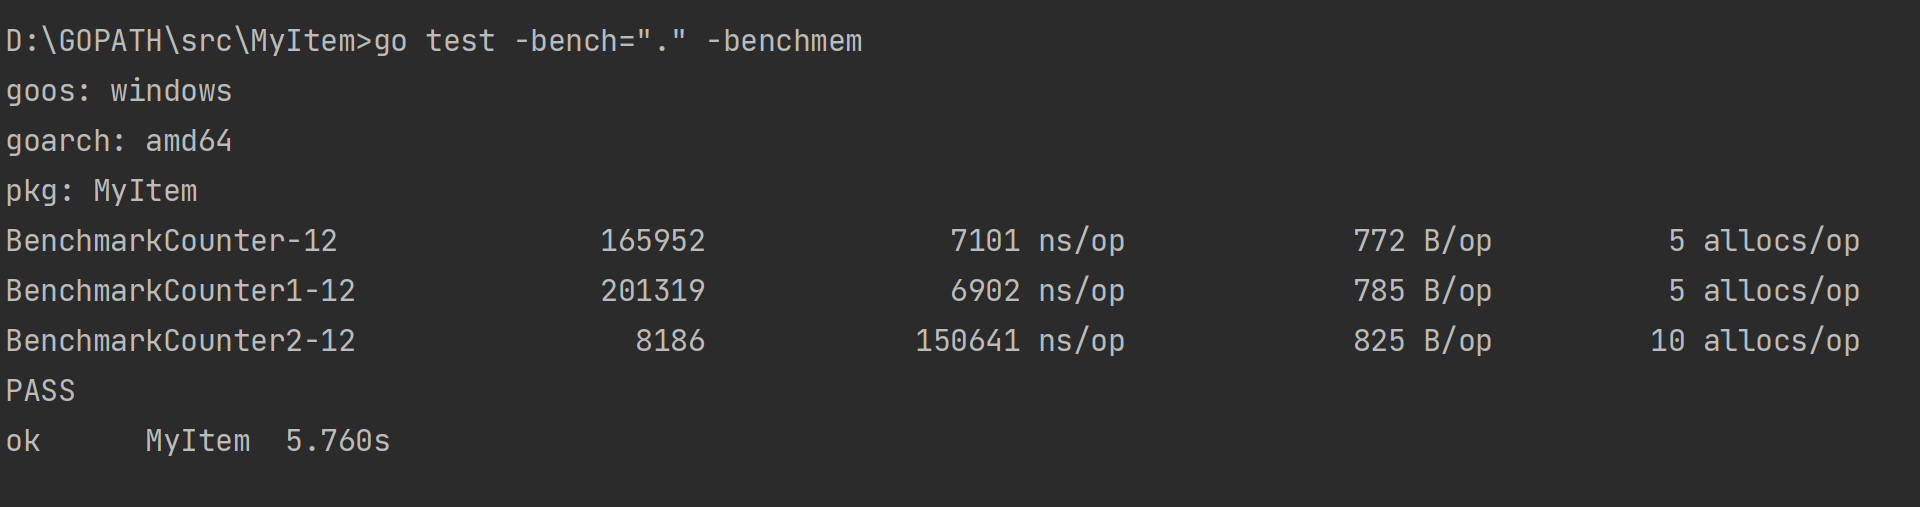 D:\GOPATH\src\MyItem>go test -bench="." -benchmem
goos: windows
goarch: amd64
pkg: MyItem
BenchmarkCounter-12               165952              7101 ns/op             772 B/op          5 allocs/op
BenchmarkCounter1-12              201319              6902 ns/op             785 B/op          5 allocs/op
BenchmarkCounter2-12                8186            150641 ns/op             825 B/op         10 allocs/op
PASS
ok      MyItem  5.760s